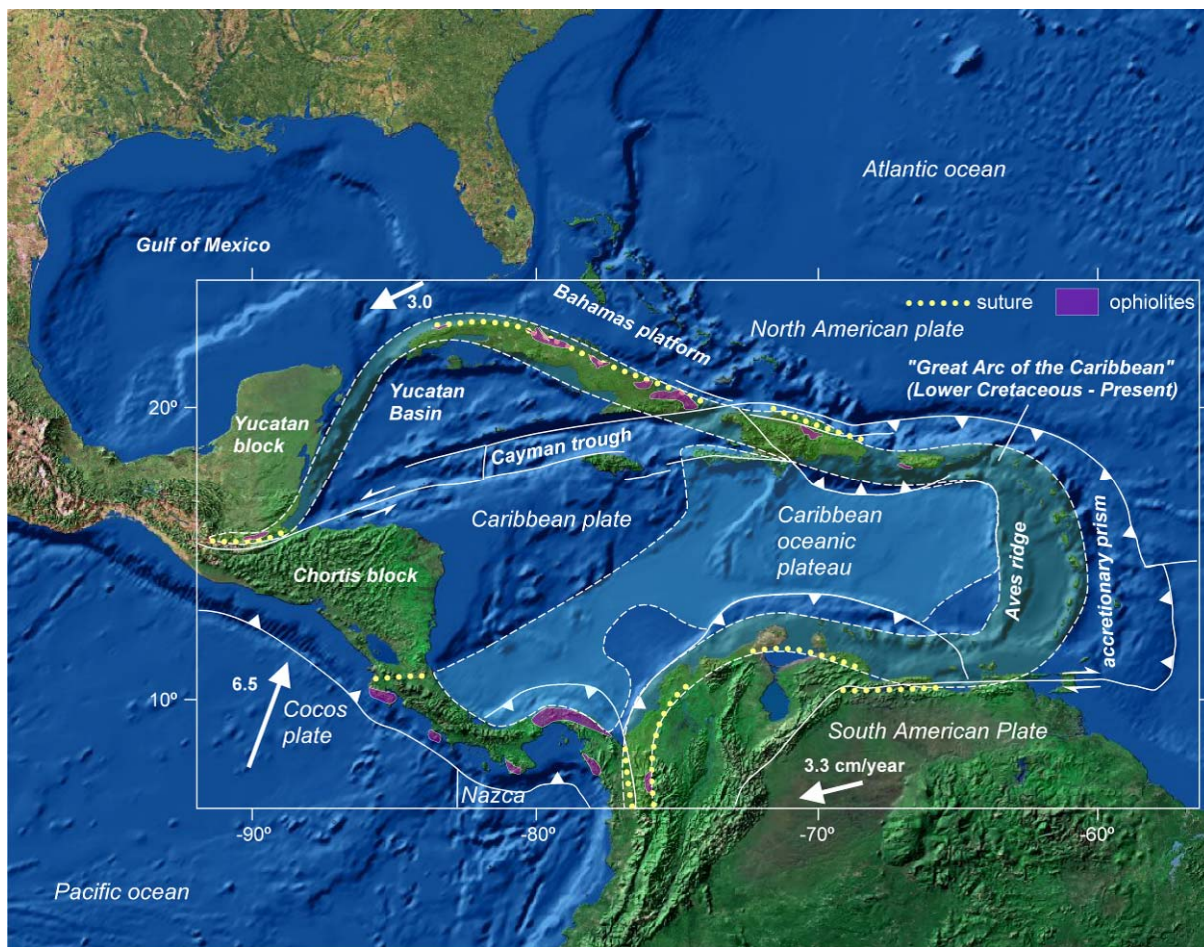 Atlantic ocean
Gulf of Mexico
3.0
Bahamas platform
suture
ophiolites
North American plate
"Great Arc of the Caribbean"
(Lower Cretaceous - Present)
Yucatan
Basin
20º
Yucatan
block
Cayman trough
Caribbean plate
Caribbean
oceanic
plateau
Chortis block
Aves ridge
accretionary prism
6.5
10º
Cocos
plate
South American Plate
3.3 cm/year
Nazca
-90º
-80º
-70º
-60º
Pacific ocean